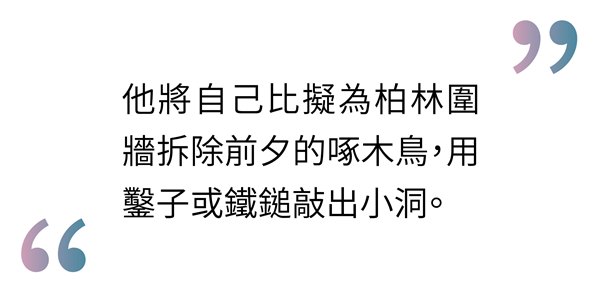 他將自己比擬為柏林圍
牆拆除前夕的啄木鳥，用
鑿子或鐵鎚敲出小洞。